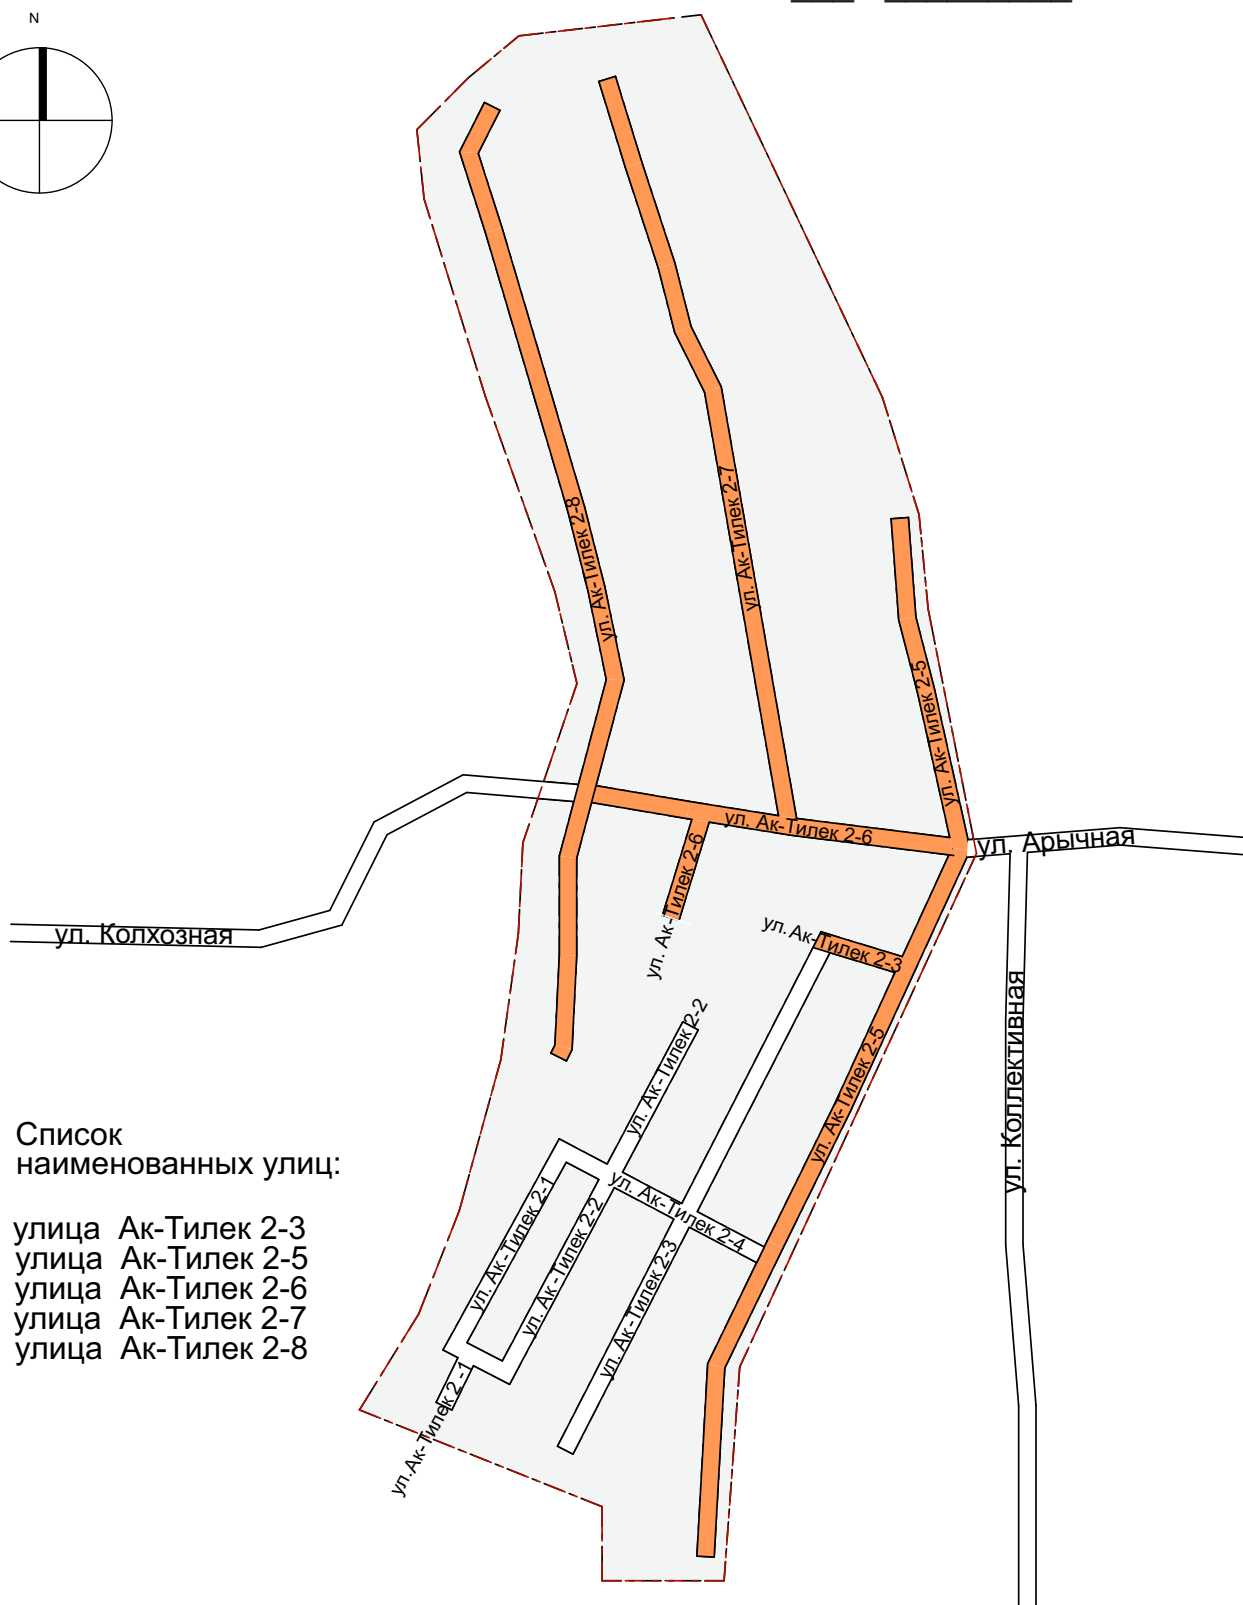 N
ул. Ак-Тилек 2-8
ул. Ак-Тилек 2-7
ул. Ак-Тилек 2-5
ул. Ак-Тилек 2-6
ул. Ак-Тилек 2-6
ул. Арычная
ул. Колхозная
ул. Ак-Тилек 2-3
ул. Коллективная
ул. Ак-Тилек 2-5
ул. Ак-Тилек 2-2
ул. Ак-Тилек 2-1
ул. Ак-Тилек 2-2
ул. Ак-Тилек 2-4
ул. Ак-Тилек 2-3
ул.Ак-Тилек 2 -1
Список
наименованных улиц:
улица Ак-Тилек 2-3
улица Ак-Тилек 2-5
улица Ак-Тилек 2-6
улица Ак-Тилек 2-7
улица Ак-Тилек 2-8